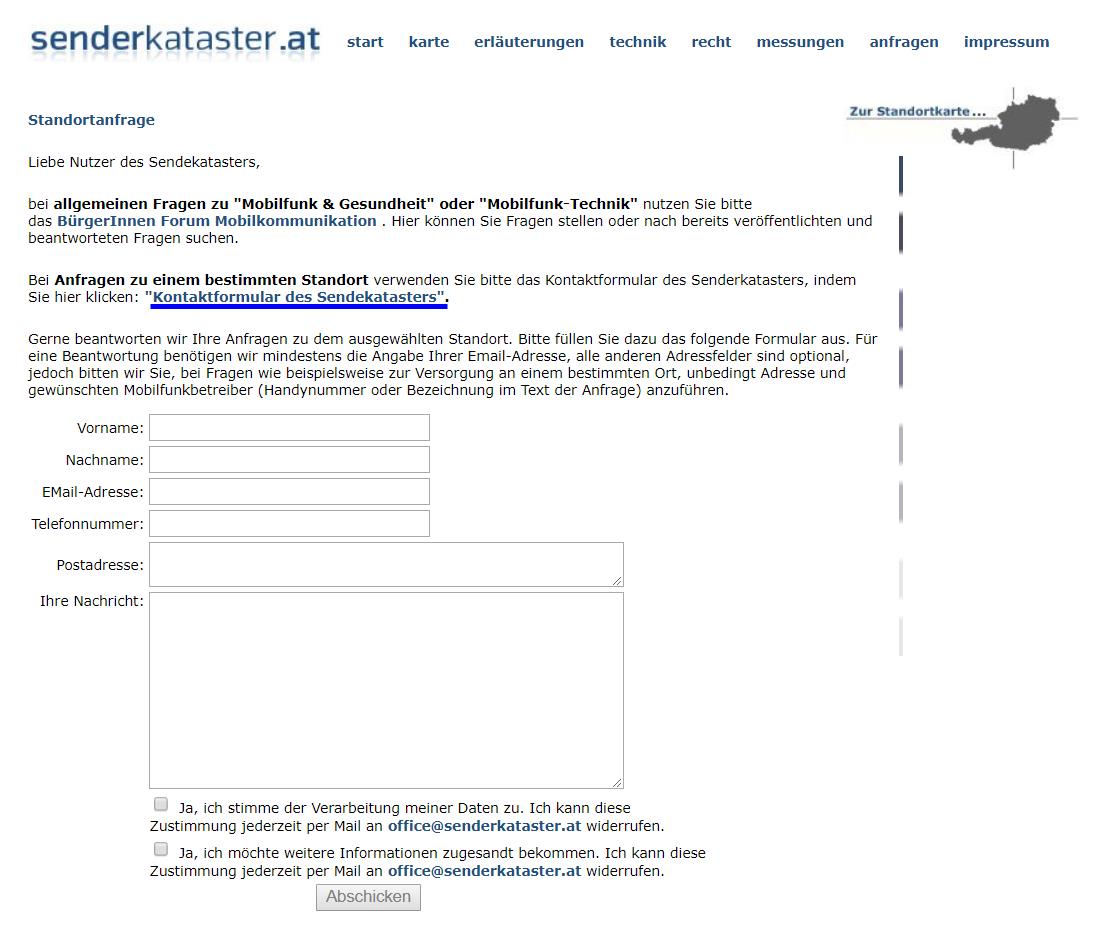 senderkataster.at start karte erläuterungen technik recht messungen anfragen impressum
Zur Standortkarte...
Standortanfrage
Liebe Nutzer des Sendekatasters,
bei allgemeinen Fragen zu "Mobilfunk & Gesundheit" oder "Mobilfunk-Technik" nutzen Sie bitte
das BürgerInnen Forum Mobilkommunikation . Hier können Sie Fragen stellen oder nach bereits veröffentlichten und
beantworteten Fragen suchen.
Bei Anfragen zu einem bestimmten Standort verwenden Sie bitte das Kontaktformular des Senderkatasters, indem
Sie hier klicken: "Kontaktformular des Sendekatasters".
Gerne beantworten wir Ihre Anfragen zu dem ausgewählten Standort. Bitte füllen Sie dazu das folgende Formular aus. Für
eine Beantwortung benötigen wir mindestens die Angabe Ihrer Email-Adresse, alle anderen Adressfelder sind optional,
jedoch bitten wir Sie, bei Fragen wie beispielsweise zur Versorgung an einem bestimmten Ort, unbedingt Adresse und
gewünschten Mobilfunkbetreiber (Handynummer oder Bezeichnung im Text der Anfrage) anzuführen.
Vorname:
Nachname:
EMail-Adresse:
Telefonnummer:
Postadresse:
Ihre Nachricht:
Ja, ich stimme der Verarbeitung meiner Daten zu. Ich kann diese
Zustimmung jederzeit per Mail an office@senderkataster.at widerrufen.
Ja, ich möchte weitere Informationen zugesandt bekommen. Ich kann diese
Zustimmung jederzeit per Mail an office@senderkataster.at widerrufen.
Abschicken